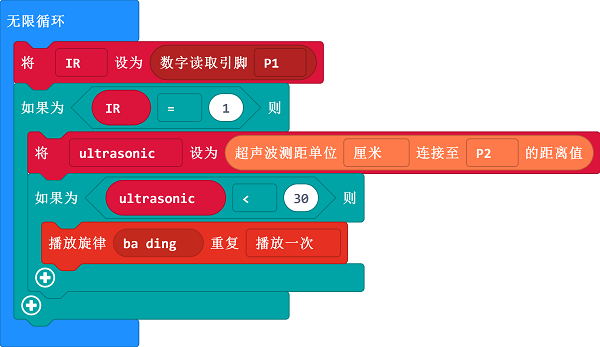 无限循环
将 IR 设为 数字读取引脚 P1
如果为 IR = 1 则
将 ultrasonic 设为 超声波测距单位 厘米 连接至 P2 的距离值
如果为 ultrasonic < 30 则
播放旋律 ba ding 重复 播放一次